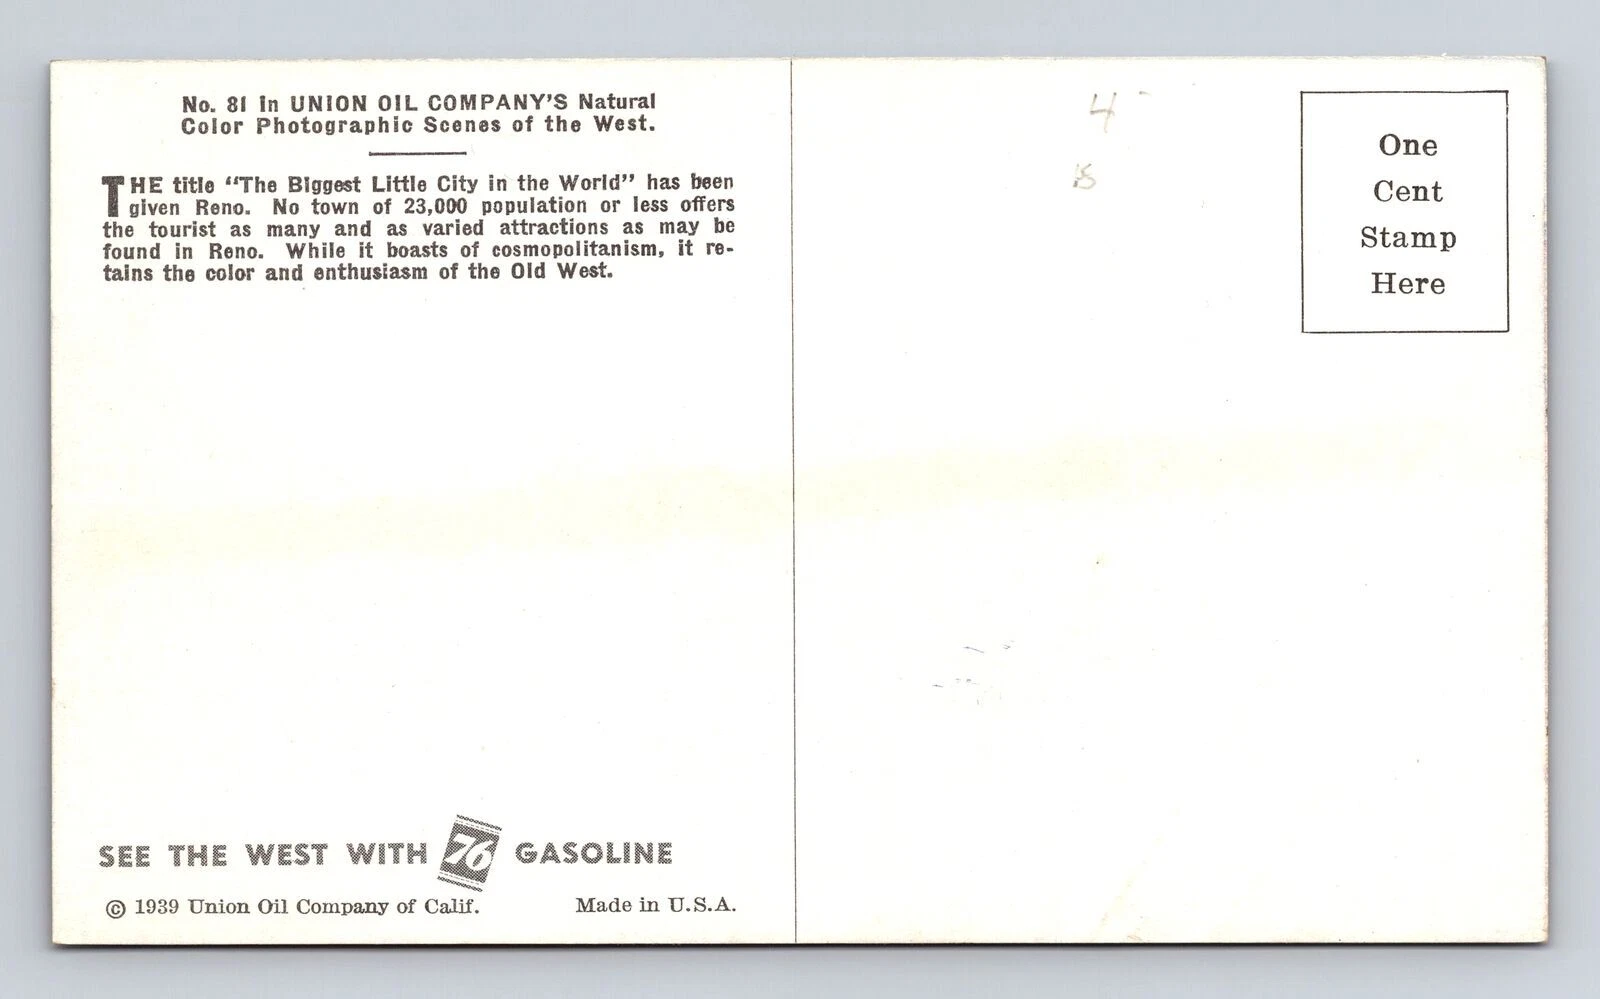 No. 81 in UNION OIL COMPANY'S Natural
Color Photographic Scenes of the West.
THE title "The Biggest Little City in the World" has been
given Reno. No town of 23,000 population or less offers
the tourist as many and as varied attractions as may be
found in Reno. While it boasts of cosmopolitanism, it re-
tains the color and enthusiasm of the Old West.
SEE THE WEST WITH 76 GASOLINE
© 1939 Union Oil Company of Calif. Made in U.S.A.
4
One
Cent
Stamp
Here